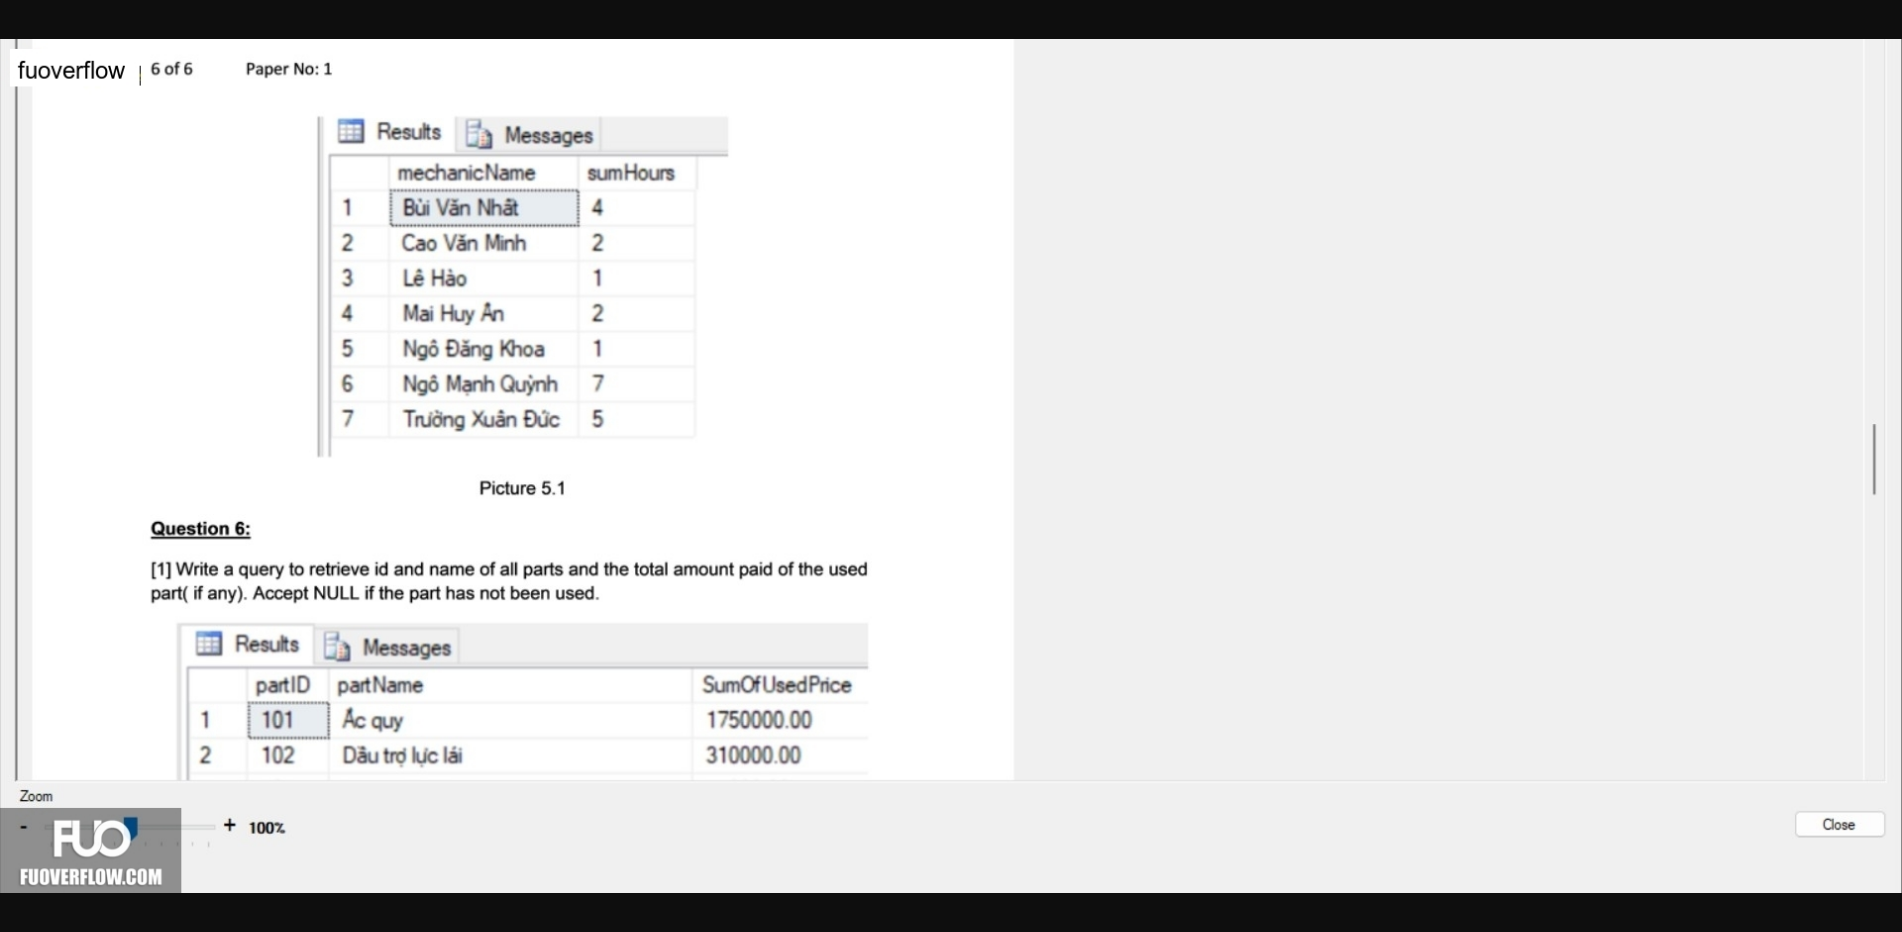 fuoverflow | 6 of 6 Paper No: 1
Results Messages
mechanicName sumHours
1 Bùi Văn Nhất 4
2 Cao Văn Minh 2
3 Lê Hào 1
4 Mai Huy Ân 2
5 Ngô Đăng Khoa 1
6 Ngô Mạnh Quỳnh 7
7 Trường Xuân Đức 5
Picture 5.1
Question 6:
[1] Write a query to retrieve id and name of all parts and the total amount paid of the used
part( if any). Accept NULL if the part has not been used.
Results Messages
partID partName SumOfUsedPrice
1 101 Ắc quy 1750000.00
2 102 Dầu trợ lực lái 310000.00
Zoom
- + 100%
Close
FUO
FUOVERFLOW.COM